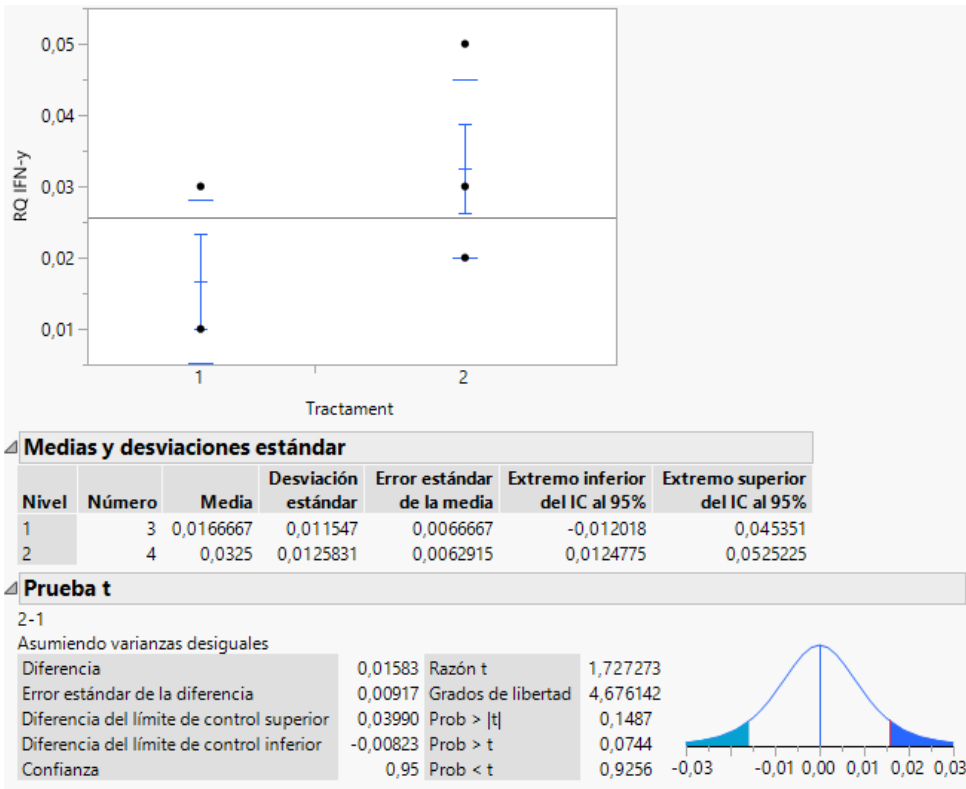 0,05
0,04
0,03
0,02
0,01
RQ IFN-y
1 2
Tractament
Medias y desviaciones estándar
Nivel Número Media Desviación estándar Error estándar de la media Extremo inferior del IC al 95% Extremo superior del IC al 95%
1 3 0,0166667 0,011547 0,0066667 -0,012018 0,045351
2 4 0,0325 0,0125831 0,0062915 0,0124775 0,0525225
Prueba t
2-1
Asumiendo varianzas desiguales
Diferencia 0,01583 Razón t 1,727273
Error estándar de la diferencia 0,00917 Grados de libertad 4,676142
Diferencia del límite de control superior 0,03990 Prob > |t| 0,1487
Diferencia del límite de control inferior -0,00823 Prob > t 0,0744
Confianza 0,95 Prob < t 0,9256
-0,03 -0,01 0,00 0,01 0,02 0,03